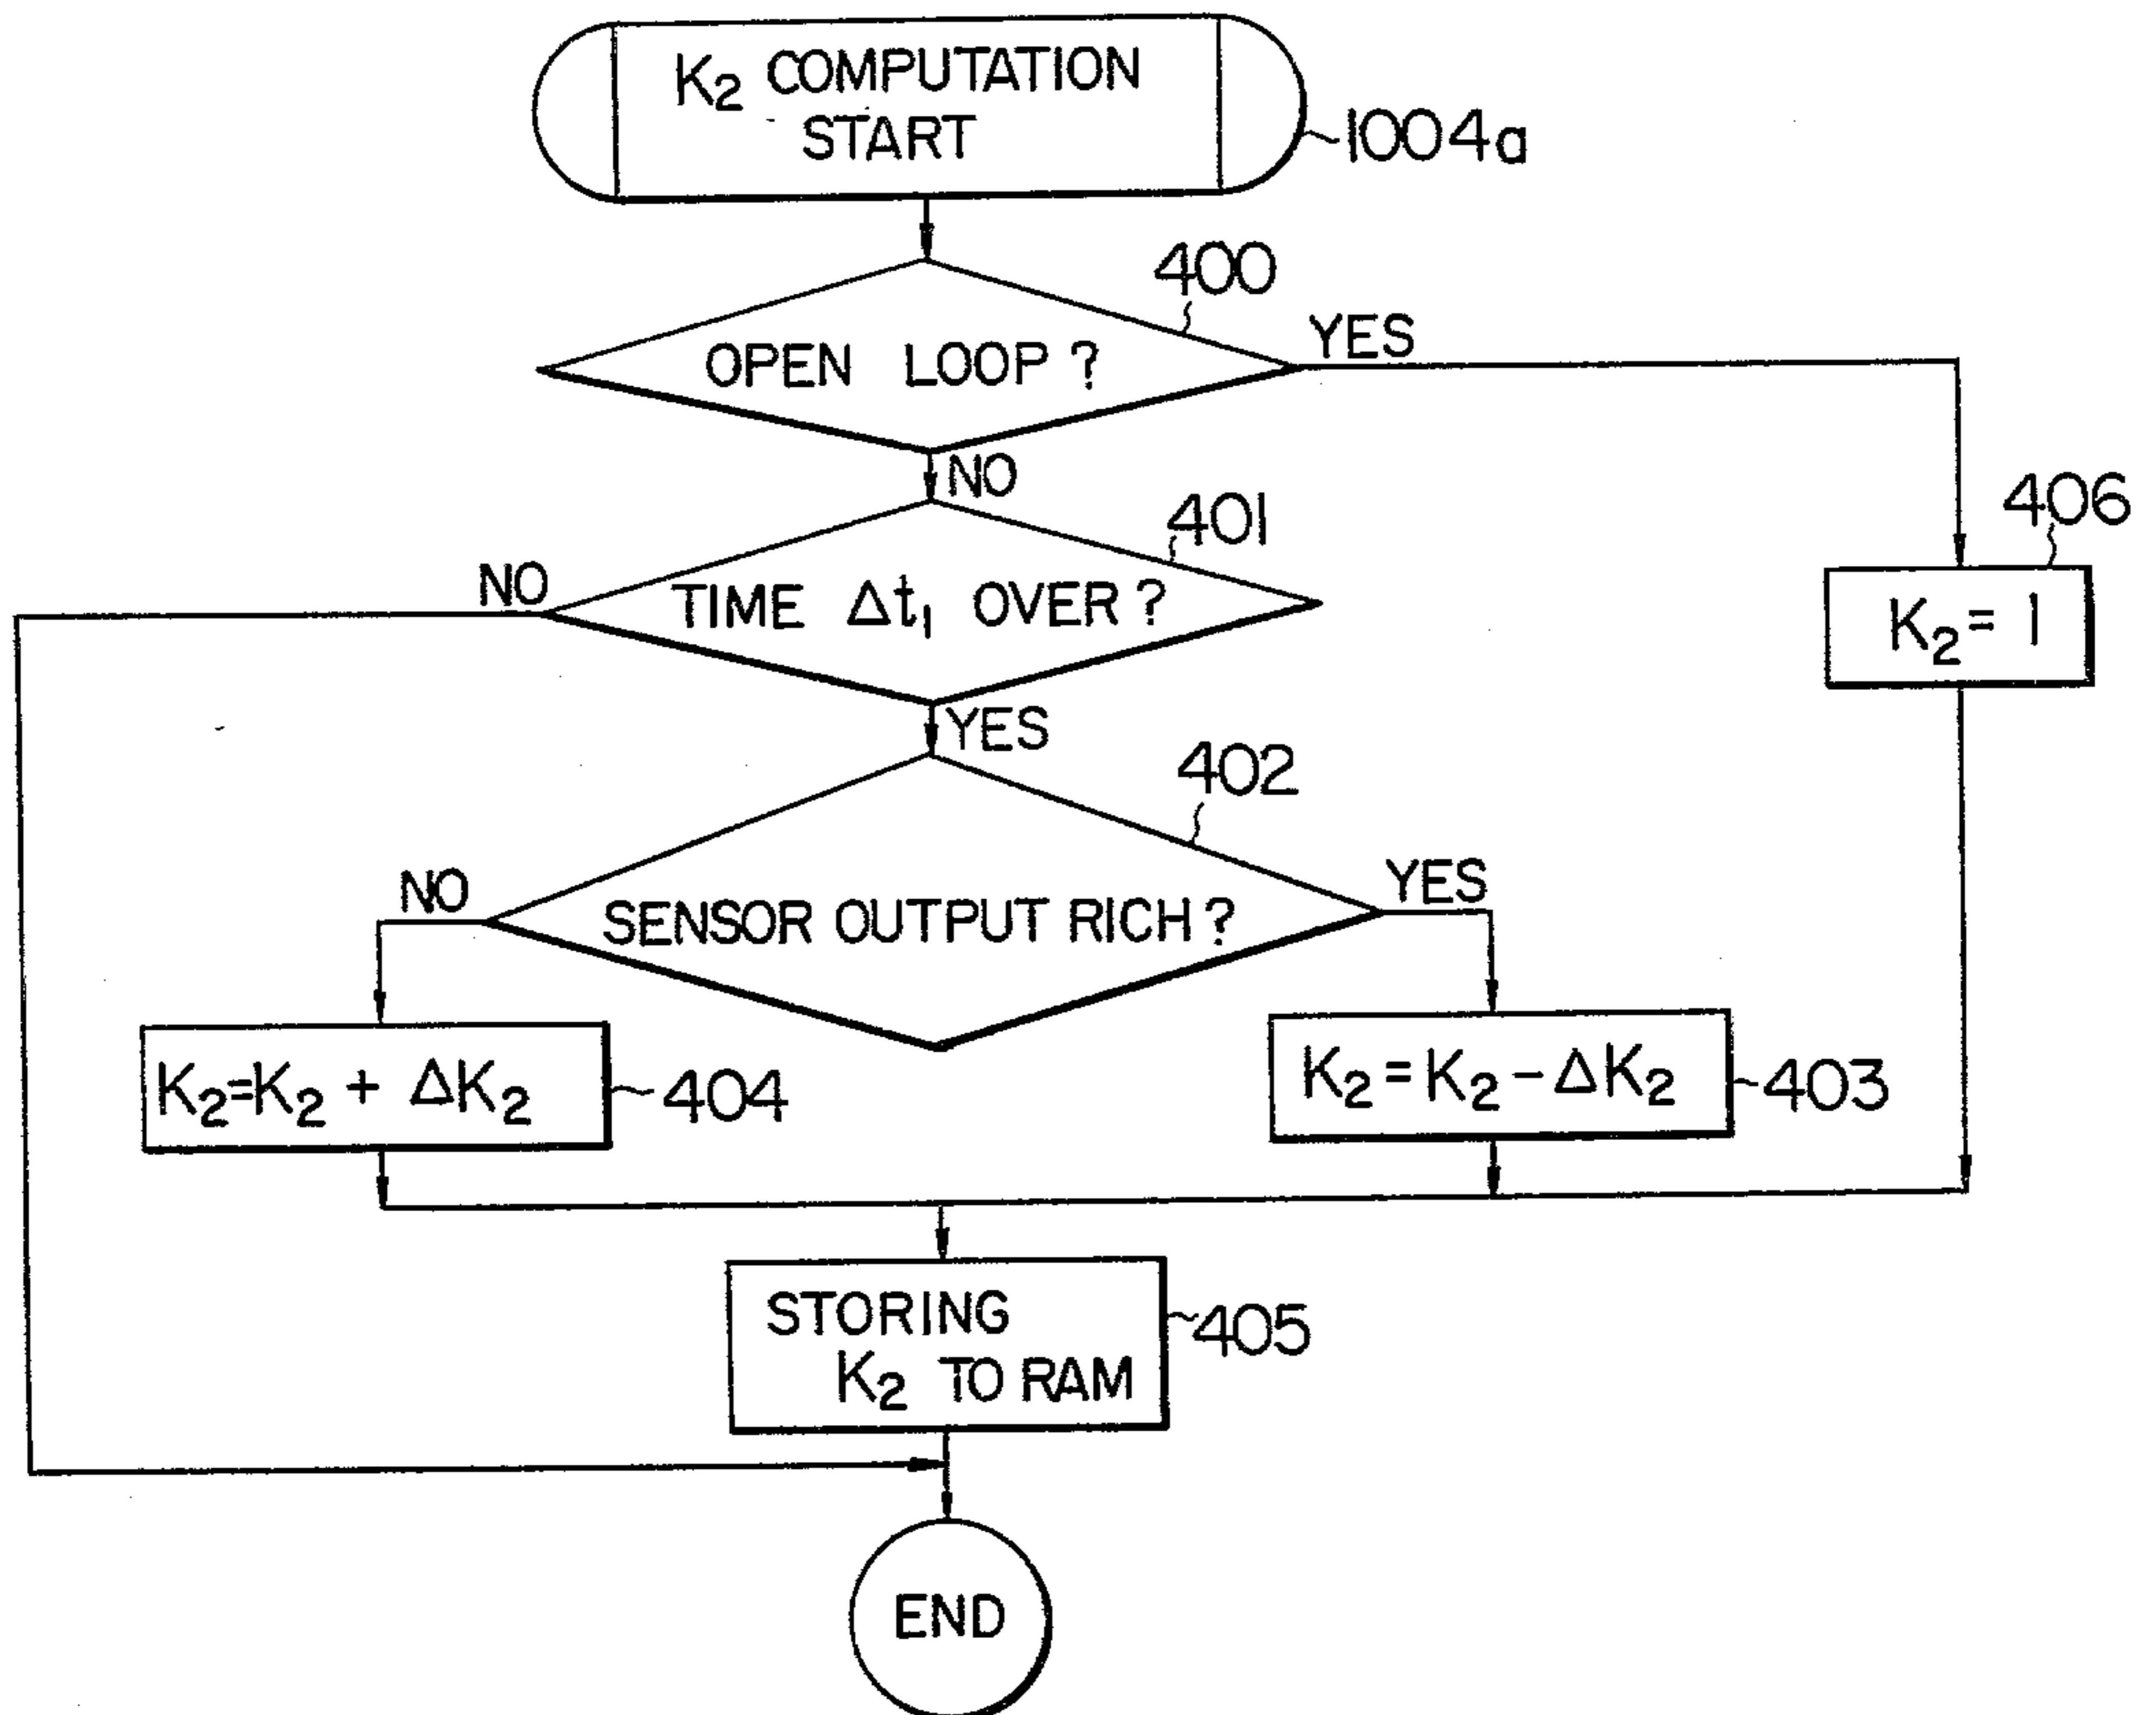 K₂ COMPUTATION
START
1004a
400
OPEN LOOP ?
YES
NO
401
406
NO
TIME Δt₁ OVER ?
K₂ = 1
YES
402
NO
YES
SENSOR OUTPUT RICH ?
K₂=K₂ + ΔK₂
404
K₂ = K₂ - ΔK₂
403
STORING
K₂ TO RAM
405
END